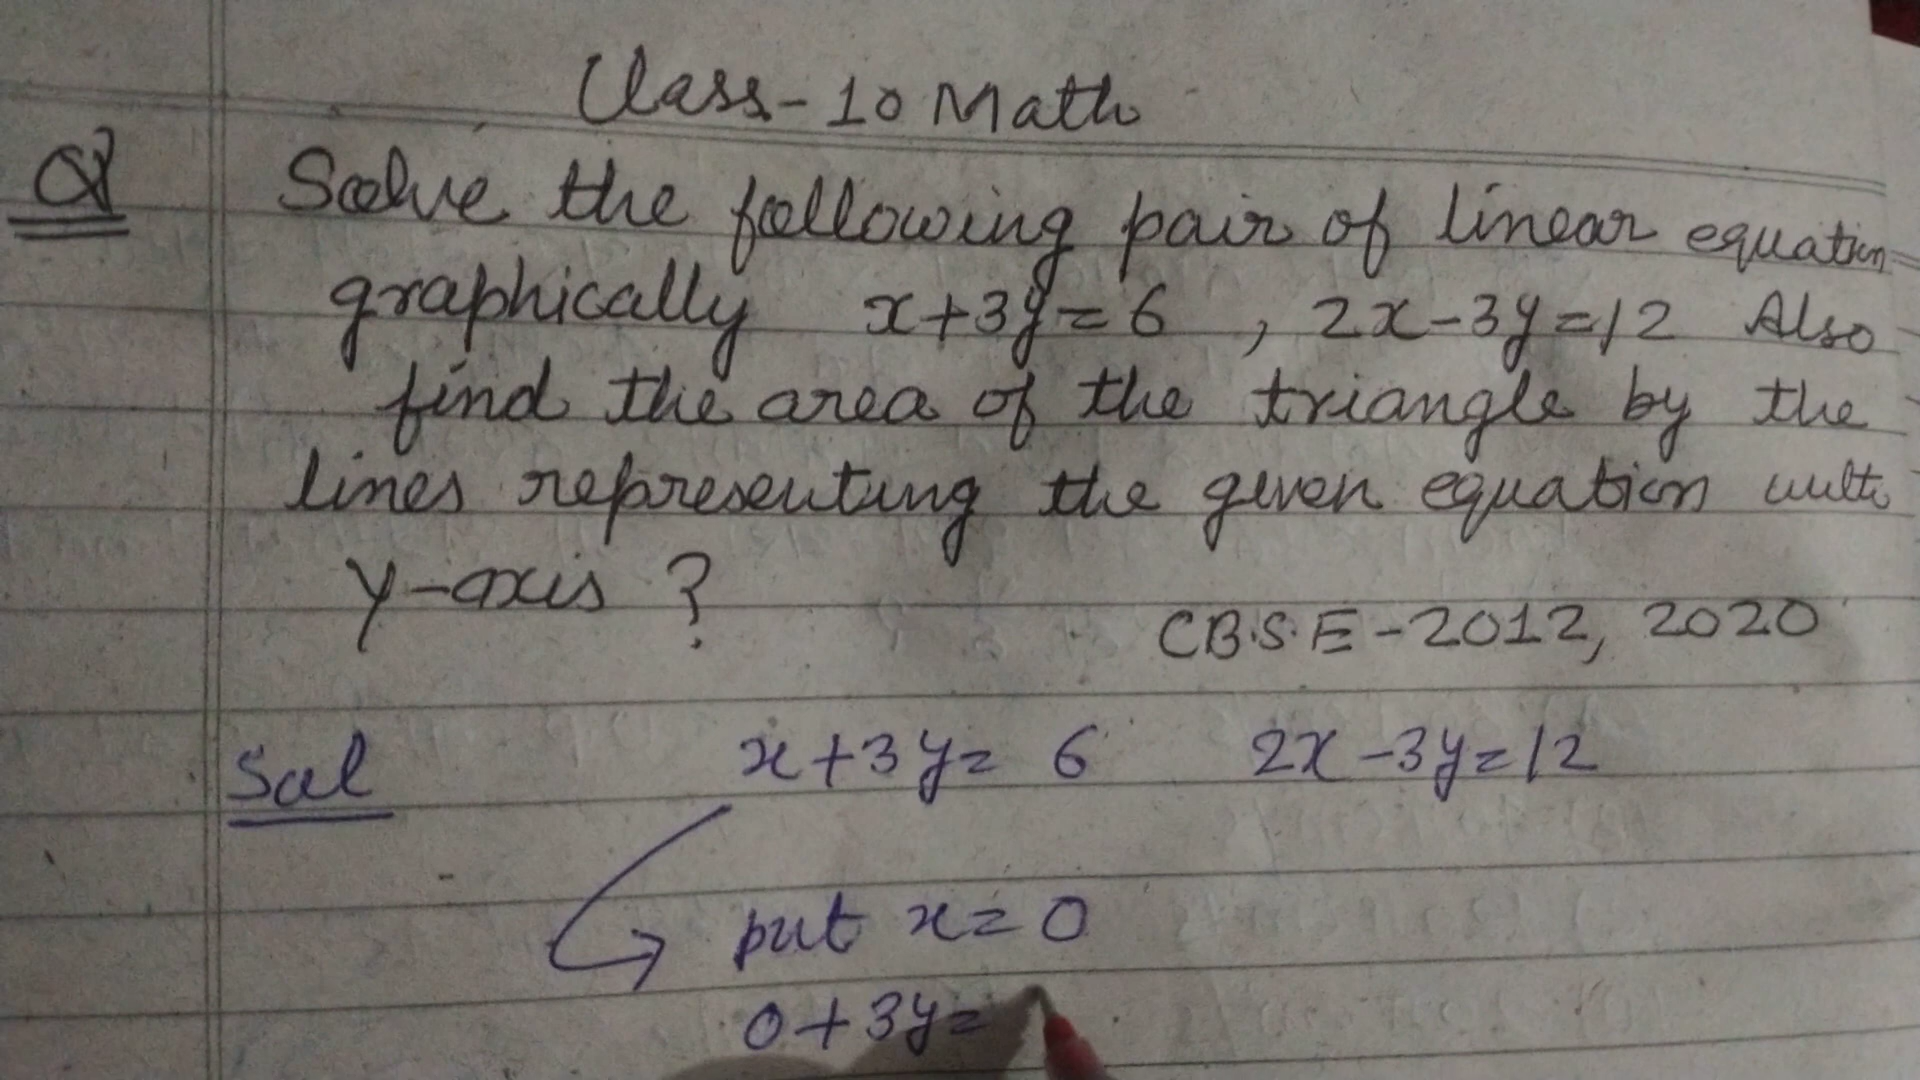 Class-10 Math
Q Solve the following pair of linear equation
graphically x+3y=6 , 2x-3y=12 Also
find the area of the triangle by the
lines representing the given equation with
y-axis ?
C.B.S.E-2012, 2020
Sol x+3y= 6 2x-3y=12
put x=0
0+3y=